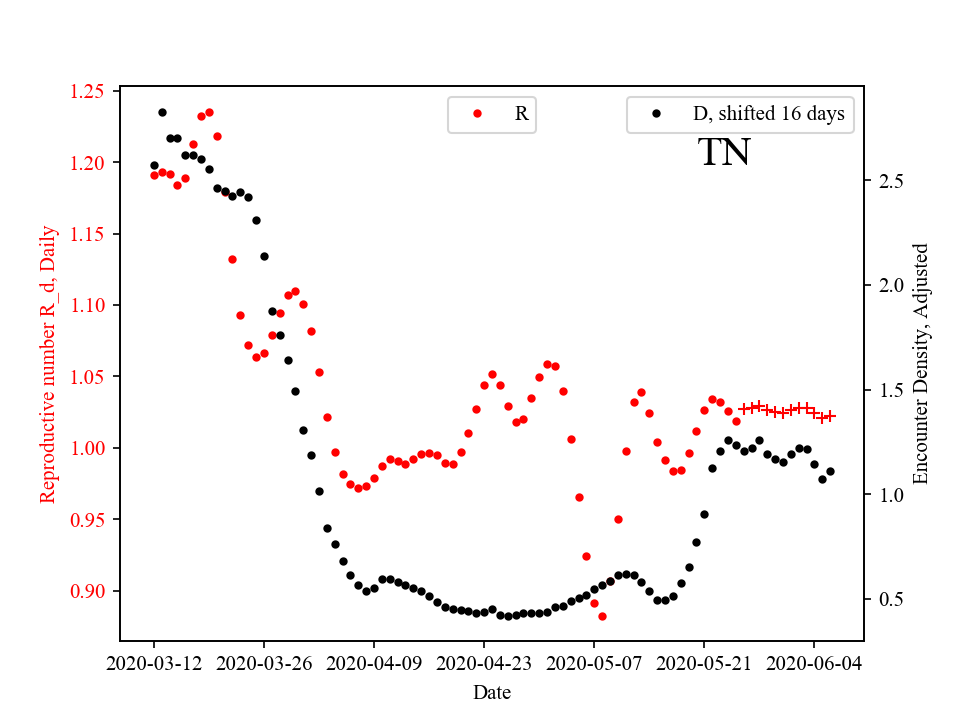 R
D, shifted 16 days
TN
Reproductive number R_d, Daily
1.25
1.20
1.15
1.10
1.05
1.00
0.95
0.90
2.5
2.0
1.5
1.0
0.5
Encounter Density, Adjusted
2020-03-12 2020-03-26 2020-04-09 2020-04-23 2020-05-07 2020-05-21 2020-06-04
Date